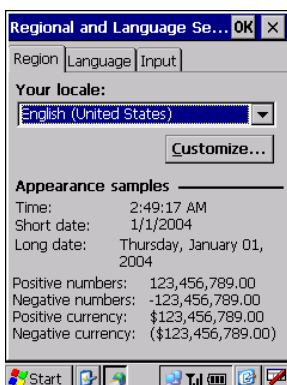 Regional and Language Se... OK ×
Region Language Input
Your locale:
English (United States)
Customize...
Appearance samples
Time: 2:49:17 AM
Short date: 1/1/2004
Long date: Thursday, January 01,
2004
Positive numbers: 123,456,789.00
Negative numbers: -123,456,789.00
Positive currency: $123,456,789.00
Negative currency: ($123,456,789.00)
Start